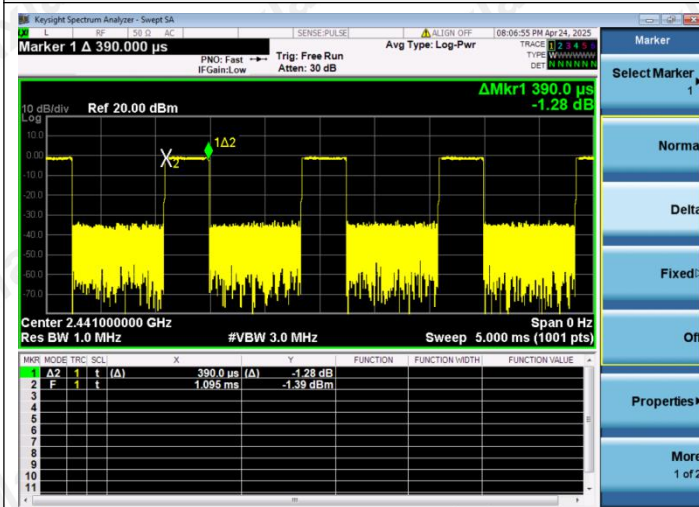 Keysight Spectrum Analyzer - Swept SA
L RF 50 Ω AC SENSE:PULSE ALIGN OFF 08:06:55 PM Apr 24, 2025
Marker 1 Δ 390.000 µs
PNO: Fast
IFGain:Low
Trig: Free Run
Atten: 30 dB
Avg Type: Log-Pwr
TRACE 1 2 3 4 5 6
TYPE WWWWWW
DET N N N N N N
10 dB/div
Log
Ref 20.00 dBm
ΔMkr1 390.0 µs
-1.28 dB
10.0
0.00
-10.0
-20.0
-30.0
-40.0
-50.0
-60.0
-70.0
X2
1Δ2
Center 2.441000000 GHz Span 0 Hz
Res BW 1.0 MHz #VBW 3.0 MHz Sweep 5.000 ms (1001 pts)
MKR MODE TRC SCL X Y FUNCTION FUNCTION WIDTH FUNCTION VALUE
1 Δ2 1 t (Δ) 390.0 µs (Δ) -1.28 dB
2 F 1 t 1.095 ms -1.39 dBm
3
4
5
6
7
8
9
10
11
Marker
Select Marker
1
Norma
Delta
Fixed
Off
Properties
More
1 of 2